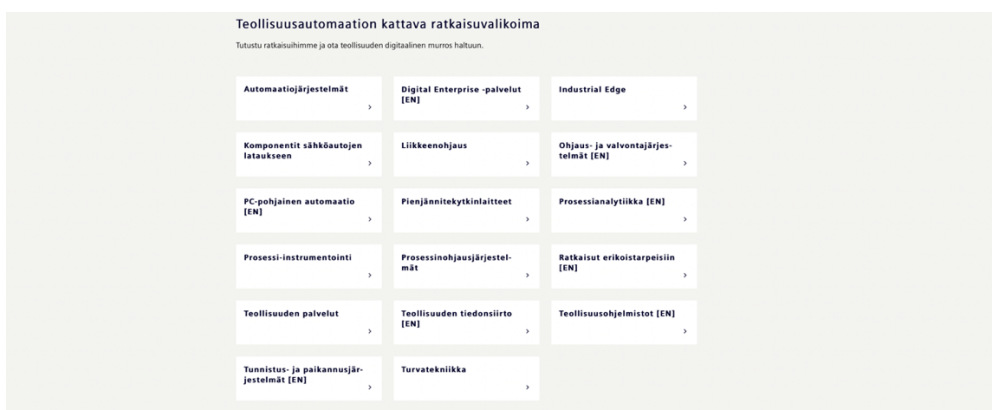 Teollisuusautomaation kattava ratkaisuvalikoima
Tutustu ratkaisuihimme ja ota teollisuuden digitaalinen murros haltuun.
Automaatiojärjestelmät
Digital Enterprise -palvelut
[EN]
Industrial Edge
Komponentit sähköautojen
lataukseen
Liikkeenohjaus
Ohjaus- ja valvontajärjes-
telmät [EN]
PC-pohjainen automaatio
[EN]
Pienjännitekytkinlaitteet
Prosessianalytiikka [EN]
Prosessi-instrumentointi
Prosessinohjausjärjestel-
mät
Ratkaisut erikoistarpeisiin
[EN]
Teollisuuden palvelut
Teollisuuden tiedonsiirto
[EN]
Teollisuusohjelmistot [EN]
Tunnistus- ja paikannusjär-
jestelmät [EN]
Turvatekniikka